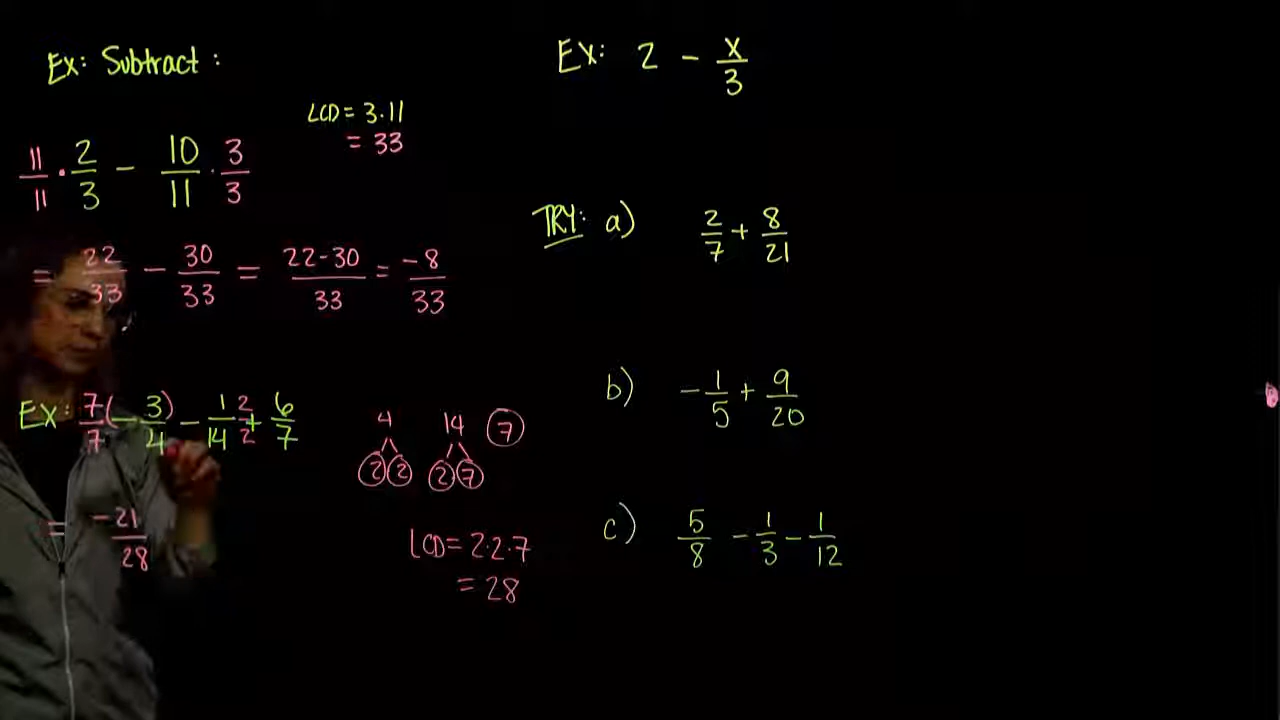 Ex: Subtract:
LCD = 3·11
= 33
11/11 · 2/3 - 10/11 · 3/3
= 22/33 - 30/33 = 22-30/33 = -8/33
Ex: 7/7(-3/4) - 1/14 2/2 + 6/7
4 14 7
2 2 2 7
= -21/28
LCD = 2·2·7
= 28
Ex: 2 - x/3
TRY: a) 2/7 + 8/21
b) -1/5 + 9/20
c) 5/8 - 1/3 - 1/12